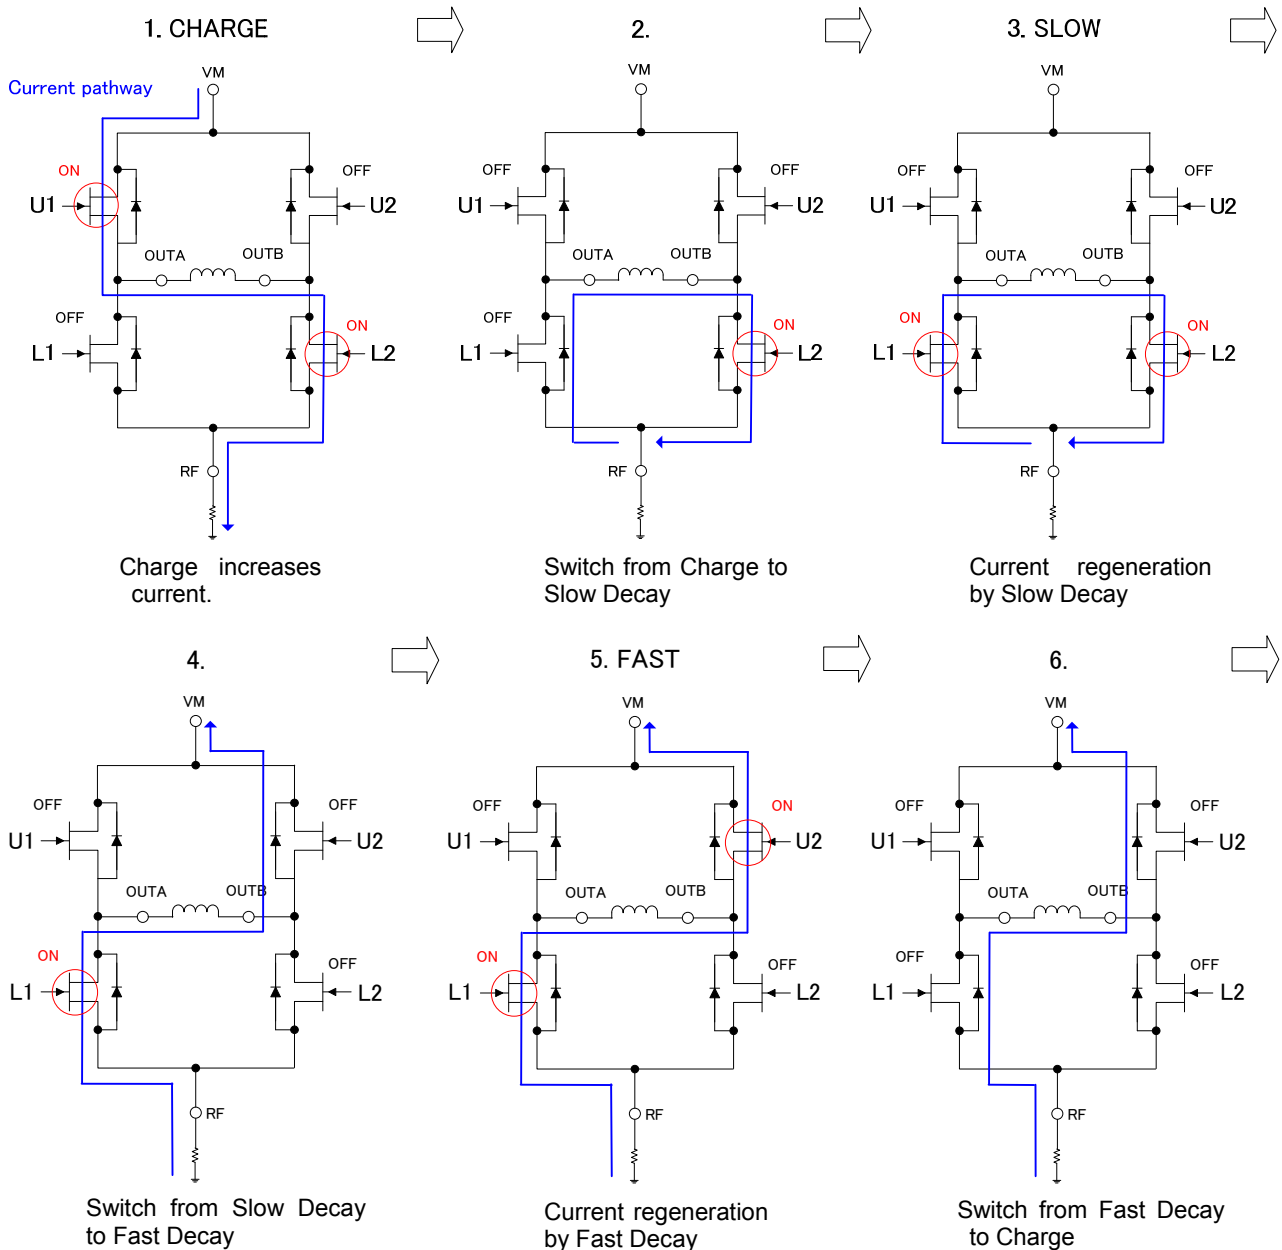 1. CHARGE
2.
3. SLOW
Current pathway
VM
VM
VM
ON
OFF
OFF
OFF
OFF
OFF
U1
U2
U1
U2
U1
U2
OUTA
OUTB
OUTA
OUTB
OUTA
OUTB
OFF
ON
OFF
ON
ON
ON
L1
L2
L1
L2
L1
L2
RF
RF
RF
Charge increases
current.
Switch from Charge to
Slow Decay
Current regeneration
by Slow Decay
4.
5. FAST
6.
VM
VM
VM
OFF
OFF
OFF
ON
OFF
OFF
U1
U2
U1
U2
U1
U2
OUTA
OUTB
OUTA
OUTB
OUTA
OUTB
ON
OFF
ON
OFF
OFF
OFF
L1
L2
L1
L2
L1
L2
RF
RF
RF
Switch from Slow Decay
to Fast Decay
Current regeneration
by Fast Decay
Switch from Fast Decay
to Charge